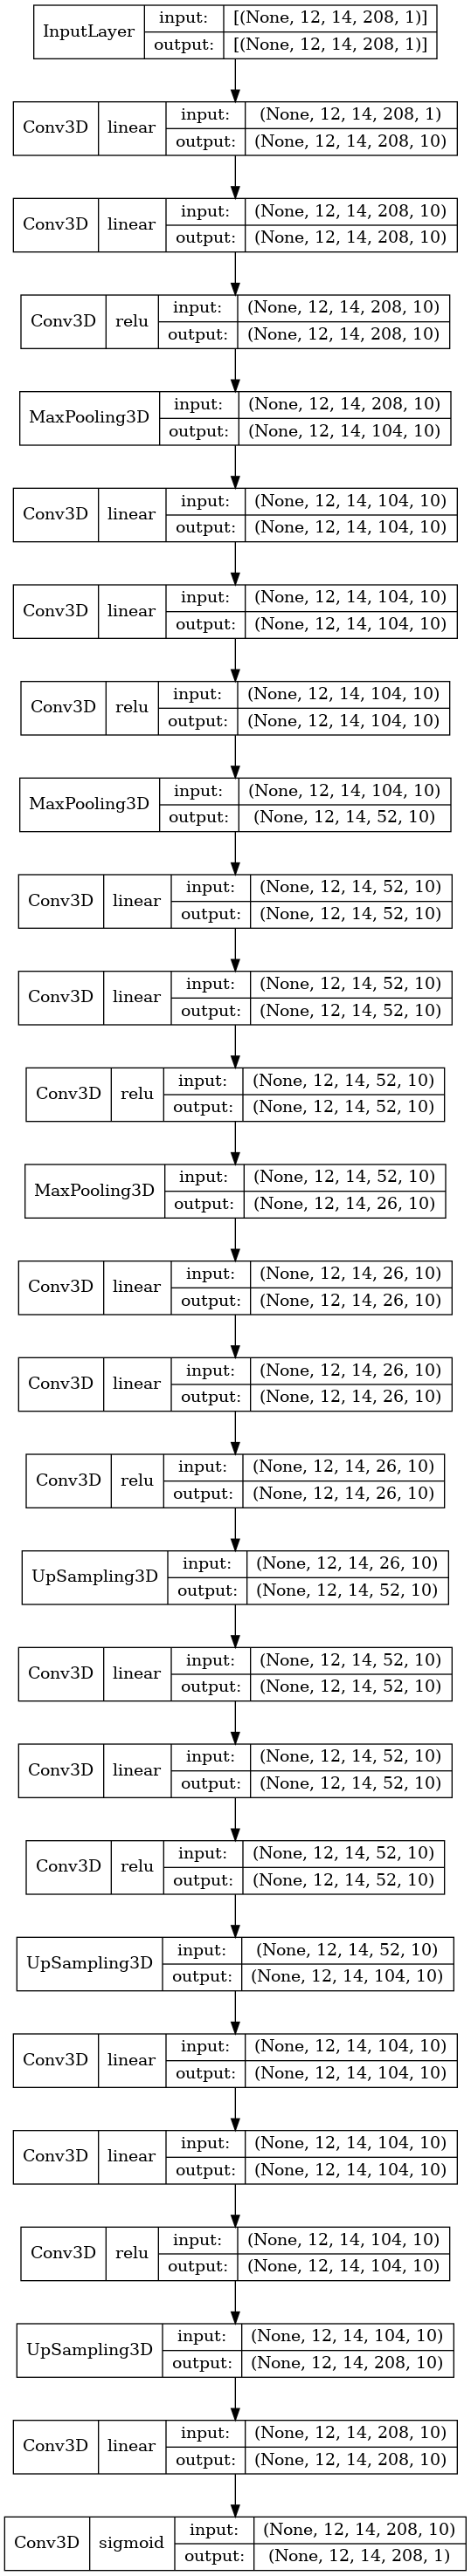 InputLayer input: [(None, 12, 14, 208, 1)]
output: [(None, 12, 14, 208, 1)]
Conv3D linear input: (None, 12, 14, 208, 1)
output: (None, 12, 14, 208, 10)
Conv3D linear input: (None, 12, 14, 208, 10)
output: (None, 12, 14, 208, 10)
Conv3D relu input: (None, 12, 14, 208, 10)
output: (None, 12, 14, 208, 10)
MaxPooling3D input: (None, 12, 14, 208, 10)
output: (None, 12, 14, 104, 10)
Conv3D linear input: (None, 12, 14, 104, 10)
output: (None, 12, 14, 104, 10)
Conv3D linear input: (None, 12, 14, 104, 10)
output: (None, 12, 14, 104, 10)
Conv3D relu input: (None, 12, 14, 104, 10)
output: (None, 12, 14, 104, 10)
MaxPooling3D input: (None, 12, 14, 104, 10)
output: (None, 12, 14, 52, 10)
Conv3D linear input: (None, 12, 14, 52, 10)
output: (None, 12, 14, 52, 10)
Conv3D linear input: (None, 12, 14, 52, 10)
output: (None, 12, 14, 52, 10)
Conv3D relu input: (None, 12, 14, 52, 10)
output: (None, 12, 14, 52, 10)
MaxPooling3D input: (None, 12, 14, 52, 10)
output: (None, 12, 14, 26, 10)
Conv3D linear input: (None, 12, 14, 26, 10)
output: (None, 12, 14, 26, 10)
Conv3D linear input: (None, 12, 14, 26, 10)
output: (None, 12, 14, 26, 10)
Conv3D relu input: (None, 12, 14, 26, 10)
output: (None, 12, 14, 26, 10)
UpSampling3D input: (None, 12, 14, 26, 10)
output: (None, 12, 14, 52, 10)
Conv3D linear input: (None, 12, 14, 52, 10)
output: (None, 12, 14, 52, 10)
Conv3D linear input: (None, 12, 14, 52, 10)
output: (None, 12, 14, 52, 10)
Conv3D relu input: (None, 12, 14, 52, 10)
output: (None, 12, 14, 52, 10)
UpSampling3D input: (None, 12, 14, 52, 10)
output: (None, 12, 14, 104, 10)
Conv3D linear input: (None, 12, 14, 104, 10)
output: (None, 12, 14, 104, 10)
Conv3D linear input: (None, 12, 14, 104, 10)
output: (None, 12, 14, 104, 10)
Conv3D relu input: (None, 12, 14, 104, 10)
output: (None, 12, 14, 104, 10)
UpSampling3D input: (None, 12, 14, 104, 10)
output: (None, 12, 14, 208, 10)
Conv3D linear input: (None, 12, 14, 208, 10)
output: (None, 12, 14, 208, 10)
Conv3D sigmoid input: (None, 12, 14, 208, 10)
output: (None, 12, 14, 208, 1)